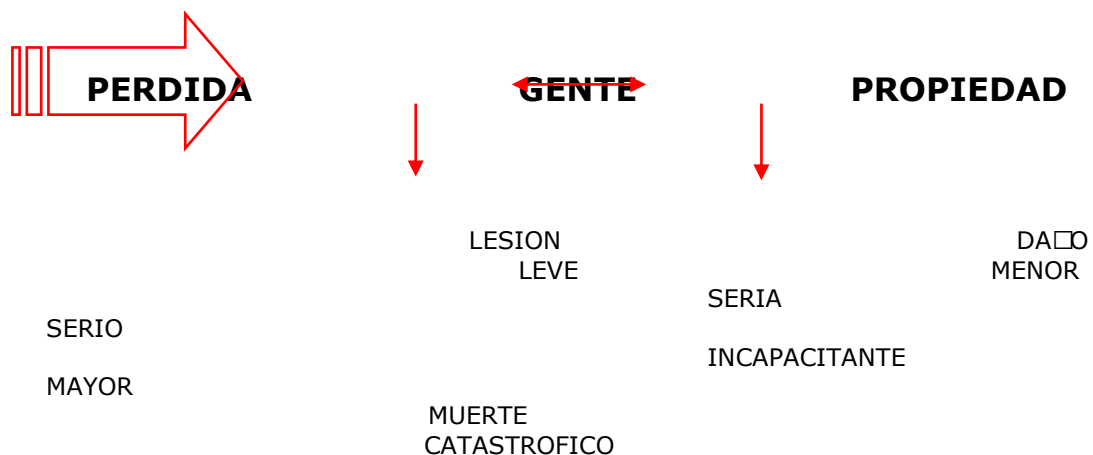 PERDIDA GENTE PROPIEDAD
LESION DA□O
LEVE MENOR
SERIA
SERIO
INCAPACITANTE
MAYOR
MUERTE
CATASTROFICO